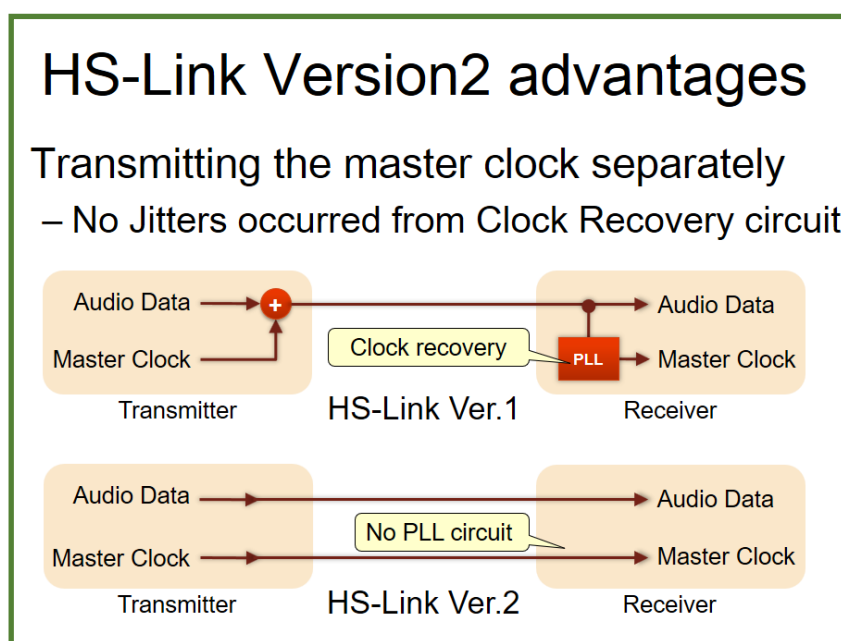 HS-Link Version2 advantages
Transmitting the master clock separately
– No Jitters occurred from Clock Recovery circuit
Audio Data + Audio Data
Clock recovery
Master Clock PLL Master Clock
Transmitter HS-Link Ver.1 Receiver
Audio Data Audio Data
No PLL circuit
Master Clock Master Clock
Transmitter HS-Link Ver.2 Receiver